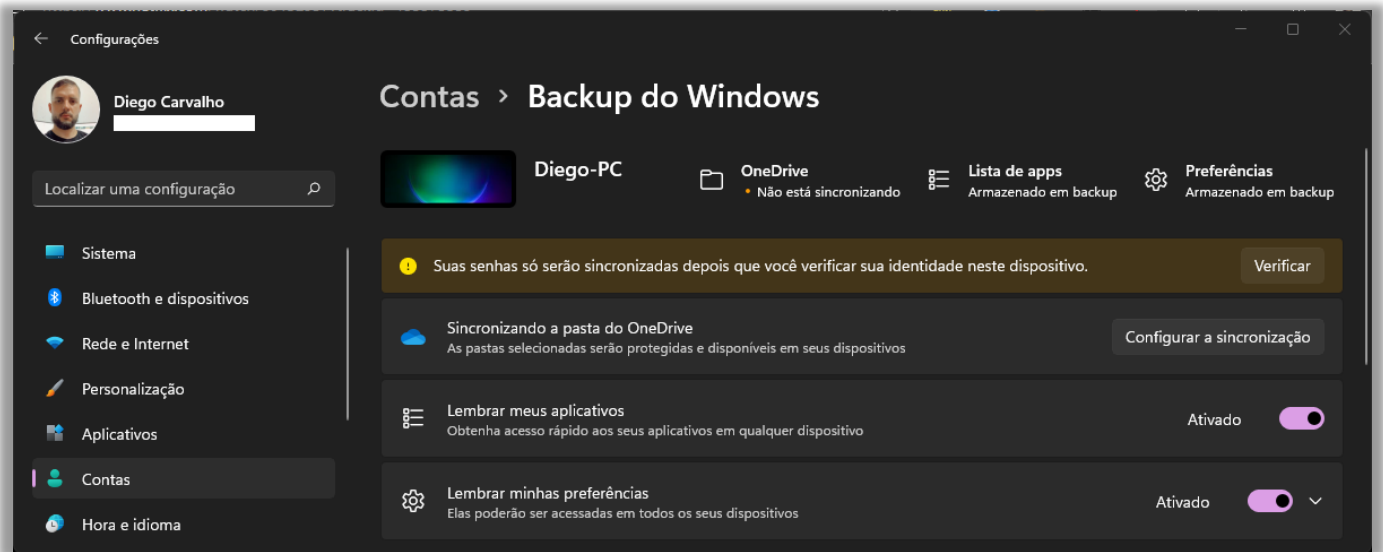 Configurações
Diego Carvalho
Localizar uma configuração
Sistema
Bluetooth e dispositivos
Rede e Internet
Personalização
Aplicativos
Contas
Hora e idioma
Contas > Backup do Windows
Diego-PC
OneDrive
• Não está sincronizando
Lista de apps
Armazenado em backup
Preferências
Armazenado em backup
Suas senhas só serão sincronizadas depois que você verificar sua identidade neste dispositivo.
Verificar
Sincronizando a pasta do OneDrive
As pastas selecionadas serão protegidas e disponíveis em seus dispositivos
Configurar a sincronização
Lembrar meus aplicativos
Obtenha acesso rápido aos seus aplicativos em qualquer dispositivo
Ativado
Lembrar minhas preferências
Elas poderão ser acessadas em todos os seus dispositivos
Ativado